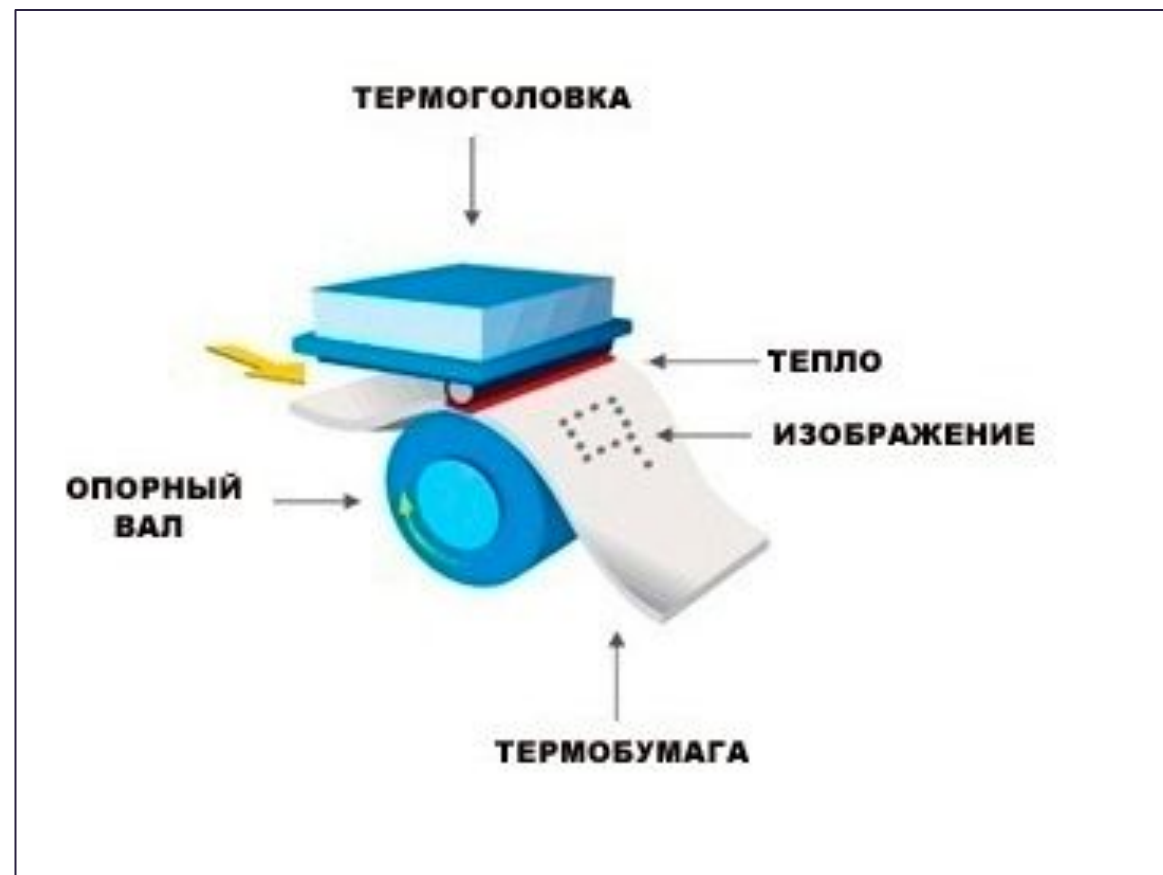 ТЕРМОГОЛОВКА
ТЕПЛО
ИЗОБРАЖЕНИЕ
ОПОРНЫЙ
ВАЛ
ТЕРМОБУМАГА